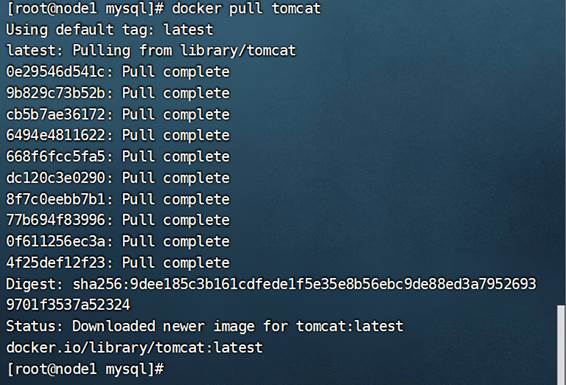 [root@node1 mysql]# docker pull tomcat
Using default tag: latest
latest: Pulling from library/tomcat
0e29546d541c: Pull complete
9b829c73b52b: Pull complete
cb5b7ae36172: Pull complete
6494e4811622: Pull complete
668f6fcc5fa5: Pull complete
dc120c3e0290: Pull complete
8f7c0eebb7b1: Pull complete
77b694f83996: Pull complete
0f611256ec3a: Pull complete
4f25def12f23: Pull complete
Digest: sha256:9dee185c3b161cdfede1f5e35e8b56ebc9de88ed3a7952693
9701f3537a52324
Status: Downloaded newer image for tomcat:latest
docker.io/library/tomcat:latest
[root@node1 mysql]#